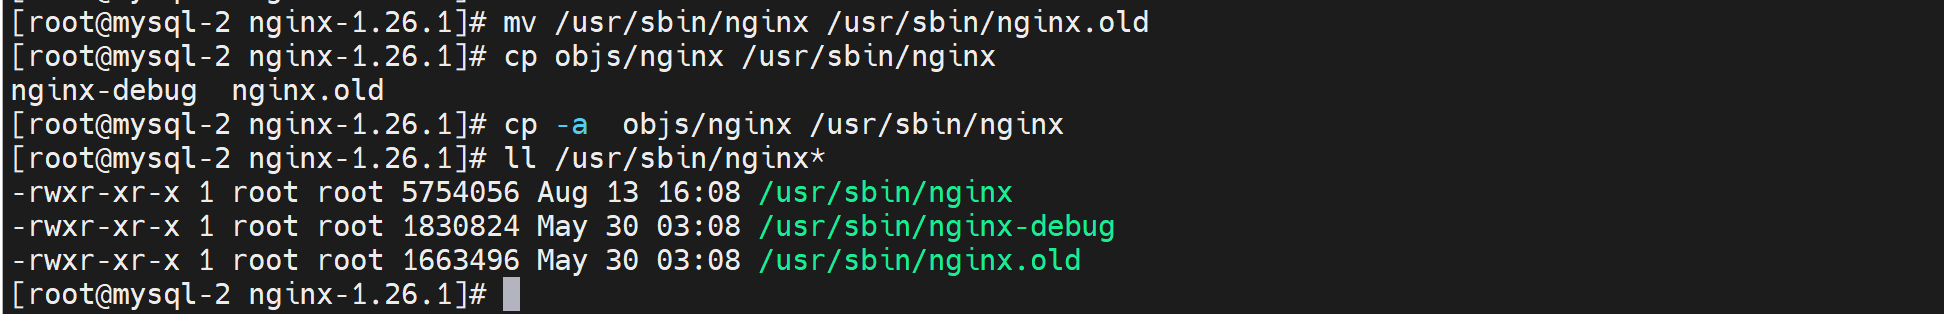 [root@mysql-2 nginx-1.26.1]# mv /usr/sbin/nginx /usr/sbin/nginx.old
[root@mysql-2 nginx-1.26.1]# cp objs/nginx /usr/sbin/nginx
nginx-debug  nginx.old
[root@mysql-2 nginx-1.26.1]# cp -a  objs/nginx /usr/sbin/nginx
[root@mysql-2 nginx-1.26.1]# ll /usr/sbin/nginx*
-rwxr-xr-x 1 root root 5754056 Aug 13 16:08 /usr/sbin/nginx
-rwxr-xr-x 1 root root 1830824 May 30 03:08 /usr/sbin/nginx-debug
-rwxr-xr-x 1 root root 1663496 May 30 03:08 /usr/sbin/nginx.old
[root@mysql-2 nginx-1.26.1]#